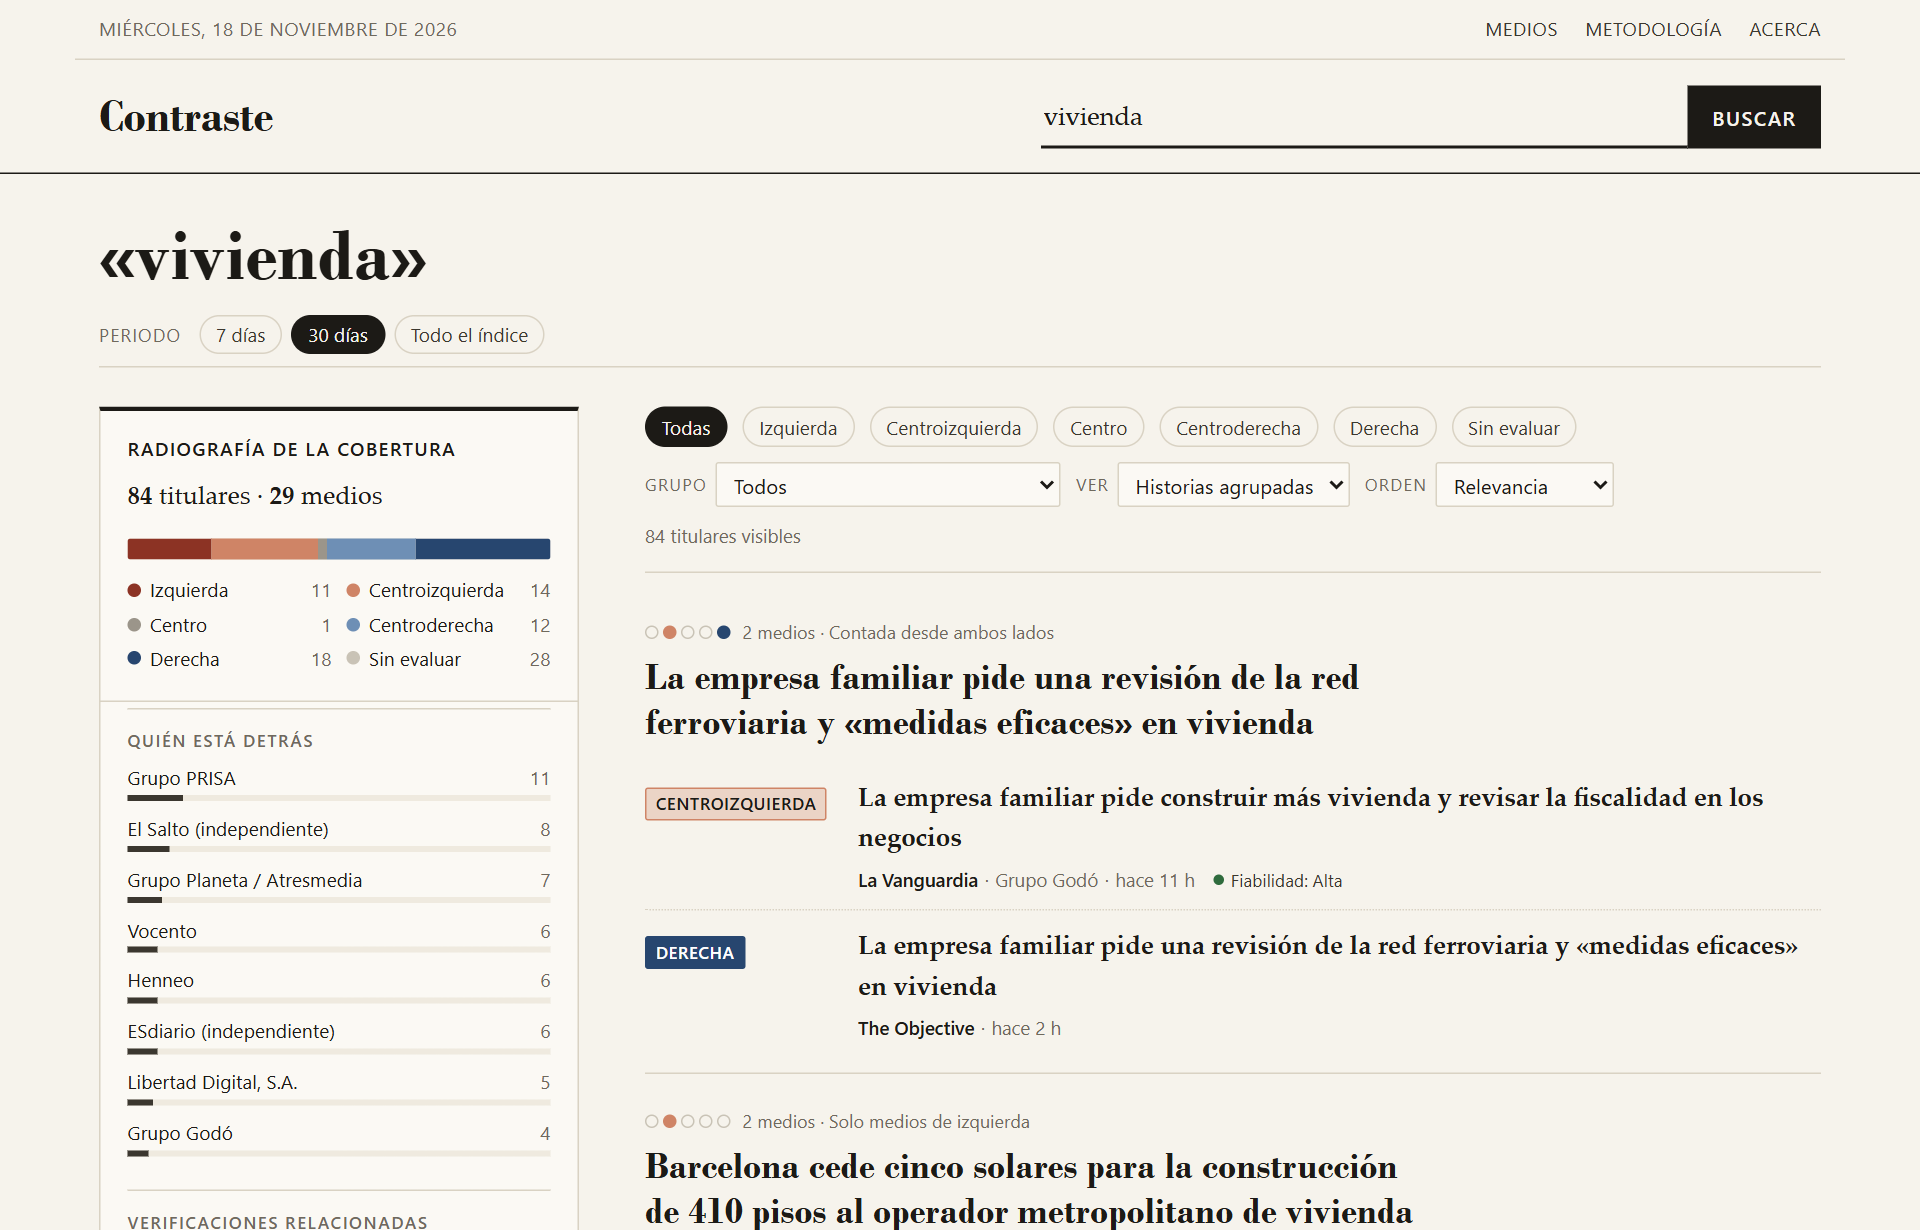 MIÉRCOLES, 18 DE NOVIEMBRE DE 2026
MEDIOS METODOLOGÍA ACERCA
Contraste
vivienda
BUSCAR
«vivienda»
PERIODO 7 días 30 días Todo el índice
RADIOGRAFÍA DE LA COBERTURA
84 titulares · 29 medios
Izquierda 11
Centroizquierda 14
Centro 1
Centroderecha 12
Derecha 18
Sin evaluar 28
QUIÉN ESTÁ DETRÁS
Grupo PRISA 11
El Salto (independiente) 8
Grupo Planeta / Atresmedia 7
Vocento 6
Henneo 6
ESdiario (independiente) 6
Libertad Digital, S.A. 5
Grupo Godó 4
VERIFICACIONES RELACIONADAS
Todas Izquierda Centroizquierda Centro Centroderecha Derecha Sin evaluar
GRUPO Todos VER Historias agrupadas ORDEN Relevancia
84 titulares visibles
2 medios · Contada desde ambos lados
La empresa familiar pide una revisión de la red
ferroviaria y «medidas eficaces» en vivienda
CENTROIZQUIERDA
La empresa familiar pide construir más vivienda y revisar la fiscalidad en los
negocios
La Vanguardia · Grupo Godó · hace 11 h Fiabilidad: Alta
DERECHA
La empresa familiar pide una revisión de la red ferroviaria y «medidas eficaces»
en vivienda
The Objective · hace 2 h
2 medios · Solo medios de izquierda
Barcelona cede cinco solares para la construcción
de 410 pisos al operador metropolitano de vivienda